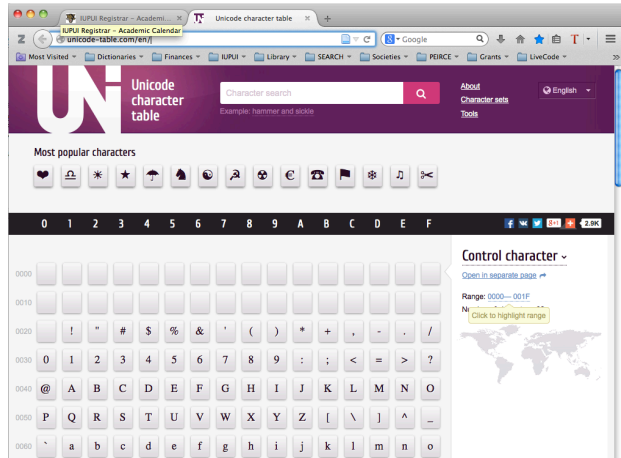 IUPUI Registrar – Academi... × Unicode character table × +
IUPUI Registrar – Academic Calendar
unicode-table.com/en/ Google
Most Visited Dictionaries Finances IUPUI Library SEARCH Societies PEIRCE Grants LiveCode »
Unicode
character
table
Character search
Example: hammer and sickle
About
Character sets
Tools
English
Most popular characters
❤ ♎ ☀ ★ ☂ ♞ ☯ ☭ ☢ € ☎ ⚑ ❄ ♫ ✂
0 1 2 3 4 5 6 7 8 9 A B C D E F
8+1 2.9K
Control character
Open in separate page
Range: 0000— 001F
Click to highlight range
0000
0010
0020 ! " # $ % & ' ( ) * + , - . /
0030 0 1 2 3 4 5 6 7 8 9 : ; < = > ?
0040 @ A B C D E F G H I J K L M N O
0050 P Q R S T U V W X Y Z [ \ ] ^ _
0060 ` a b c d e f g h i j k l m n o